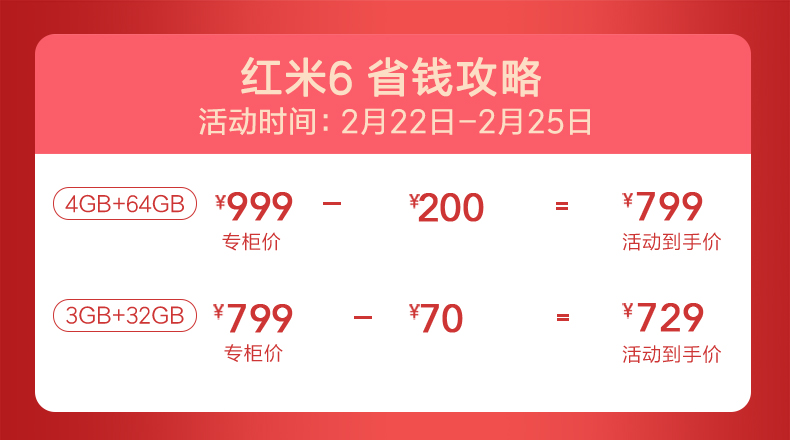 红米6 省钱攻略
活动时间：2月22日-2月25日
4GB+64GB ¥999 - ¥200 = ¥799
专柜价 活动到手价
3GB+32GB ¥799 - ¥70 = ¥729
专柜价 活动到手价